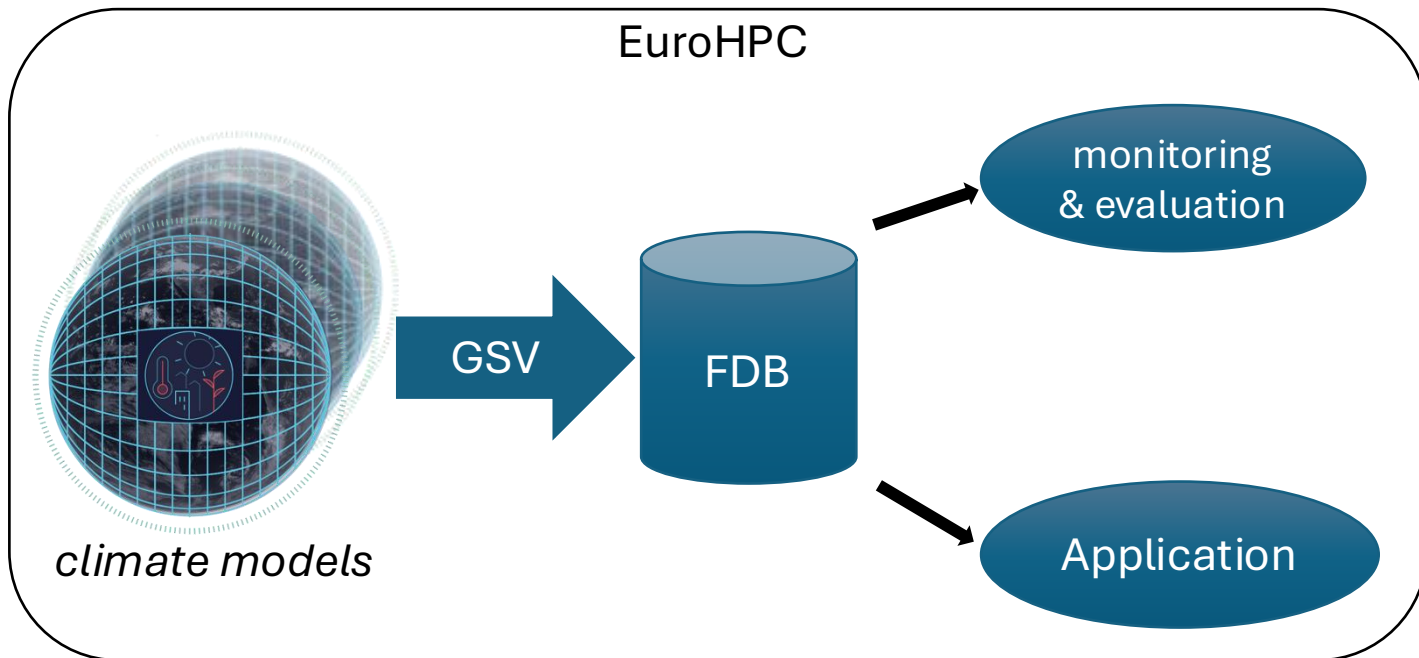 EuroHPC
monitoring
& evaluation
GSV
FDB
climate models
Application